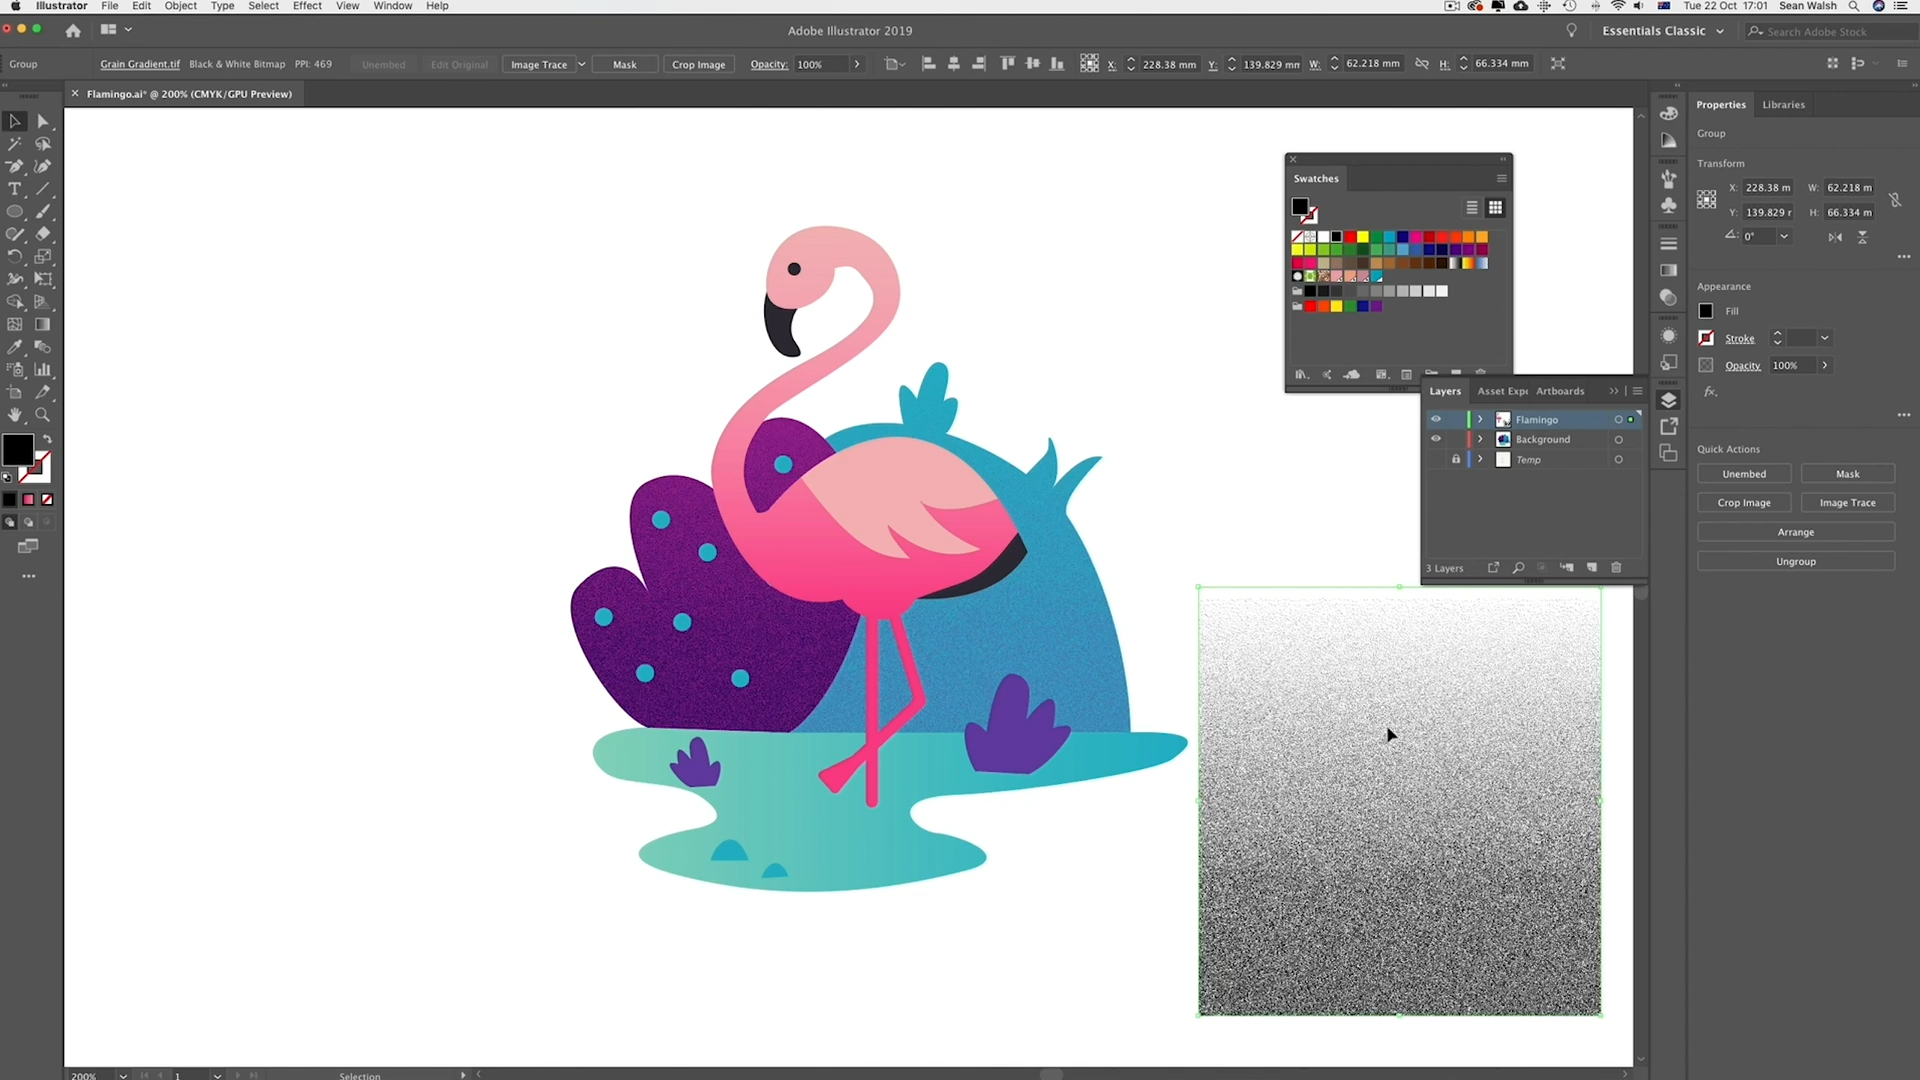 Illustrator File Edit Object Type Select Effect View Window Help Tue 22 Oct 17:01 Sean Walsh
Adobe Illustrator 2019 Essentials Classic Search Adobe Stock
Group Grain Gradient.tif Black & White Bitmap PPI: 469 Unembed Edit Original Image Trace Mask Crop Image Opacity: 100% X: 228.38 mm Y: 139.829 mm W: 62.218 mm H: 66.334 mm
× Flamingo.ai* @ 200% (CMYK/GPU Preview)
Properties Libraries
Group
Transform
X: 228.38 m W: 62.218 m
Y: 139.829 r H: 66.334 m
0°
Appearance
Fill
Stroke
Opacity 100%
fx.
Quick Actions
Unembed Mask
Crop Image Image Trace
Arrange
Ungroup
Swatches
Layers Asset Expo Artboards
Flamingo
Background
Temp
3 Layers
200% 1 Selection